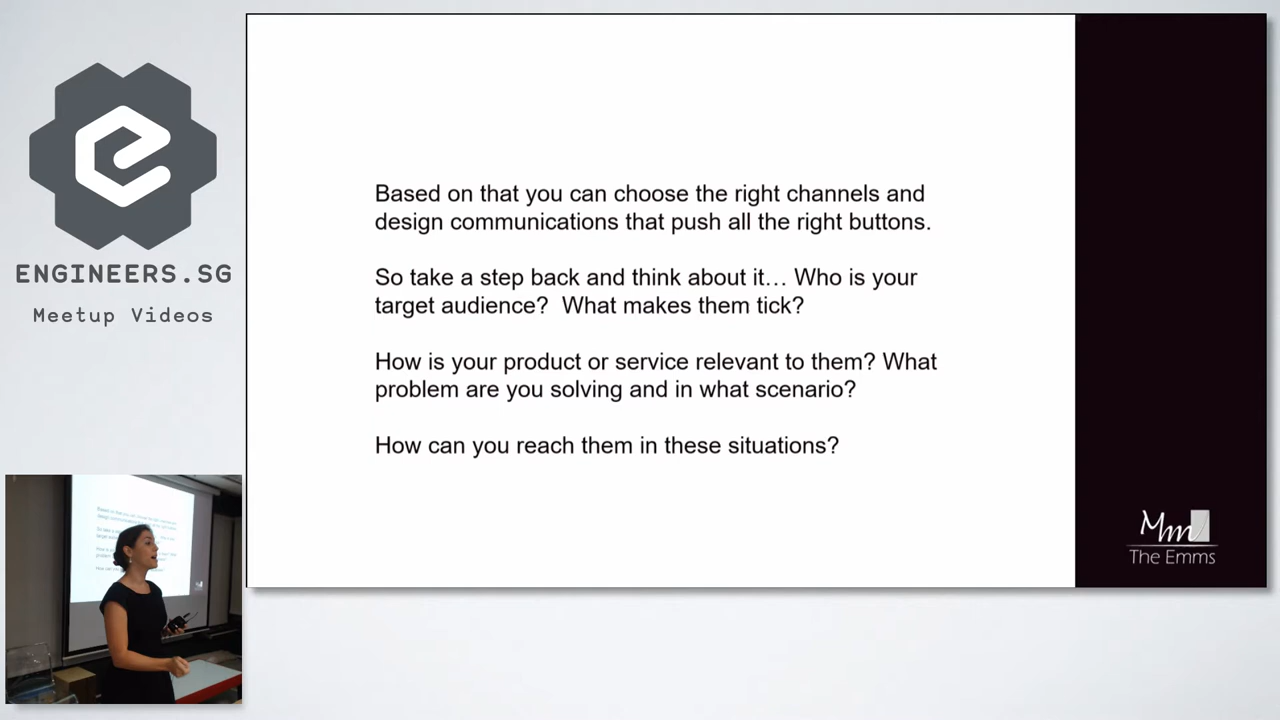 ENGINEERS.SG
Meetup Videos
Based on that you can choose the right channels and
design communications that push all the right buttons.
So take a step back and think about it… Who is your
target audience?  What makes them tick?
How is your product or service relevant to them? What
problem are you solving and in what scenario?
How can you reach them in these situations?
Mm
The Emms